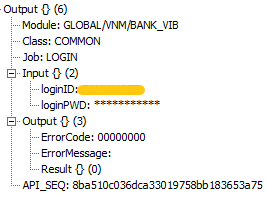 Output {} (6)
Module: GLOBAL/VNM/BANK_VIB
Class: COMMON
Job: LOGIN
Input {} (2)
loginID:
loginPWD: ***********
Output {} (3)
ErrorCode: 00000000
ErrorMessage:
Result {} (0)
API_SEQ: 8ba510c036dca33019758bb183653a75